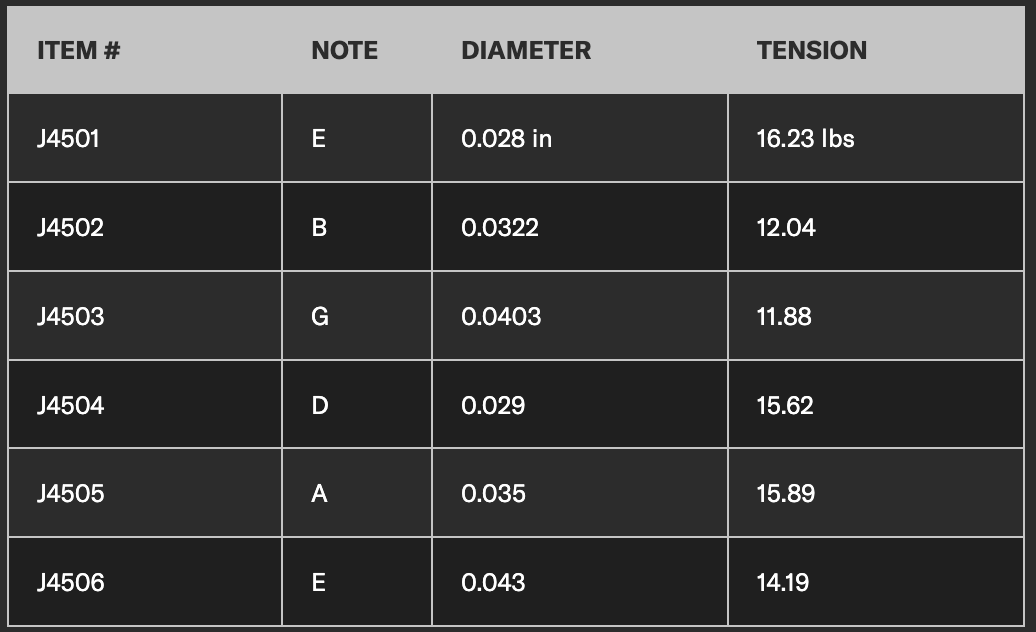 ITEM # NOTE DIAMETER TENSION
J4501 E 0.028 in 16.23 lbs
J4502 B 0.0322 12.04
J4503 G 0.0403 11.88
J4504 D 0.029 15.62
J4505 A 0.035 15.89
J4506 E 0.043 14.19